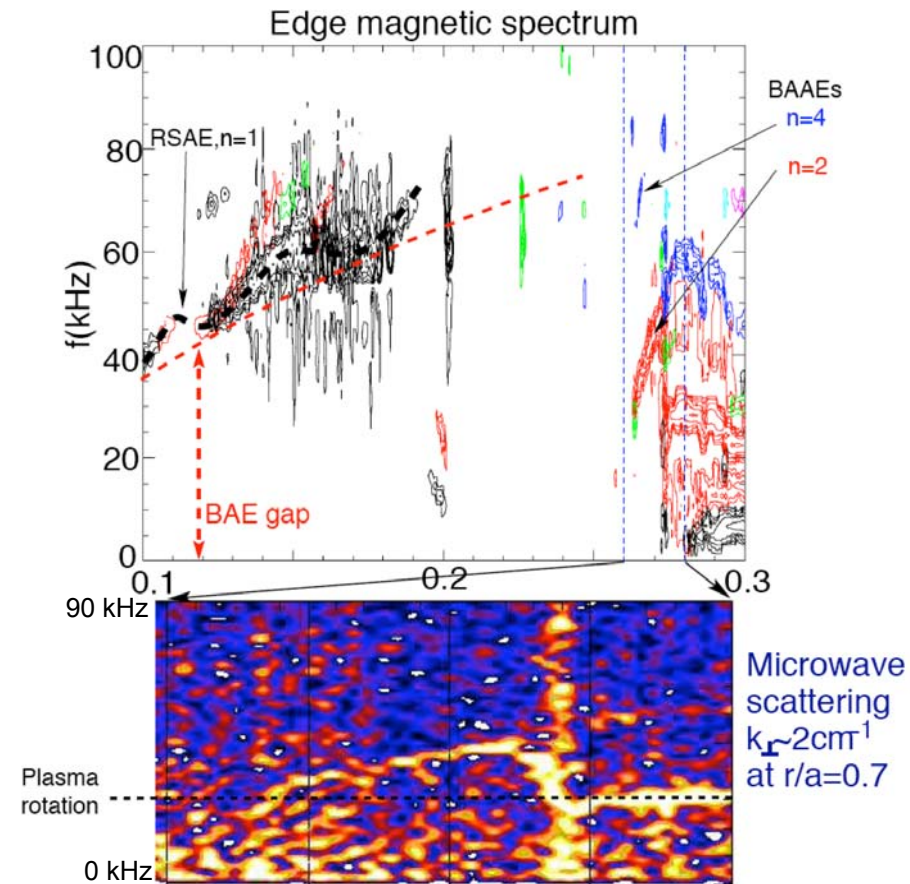 Edge magnetic spectrum
100
80
60
40
20
0
f(kHz)
RSAE,n=1
BAE gap
BAAEs
n=4
n=2
0.1
0.2
0.3
90 kHz
Plasma
rotation
0 kHz
Microwave
scattering
k⊥~2cm⁻¹
at r/a=0.7